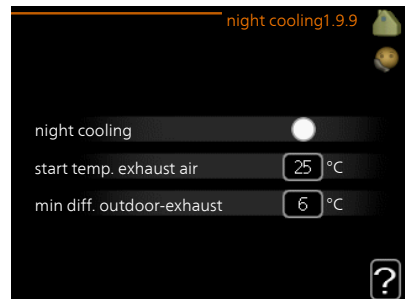 night cooling1.9.9
night cooling
start temp. exhaust air 25 °C
min diff. outdoor-exhaust 6 °C
?